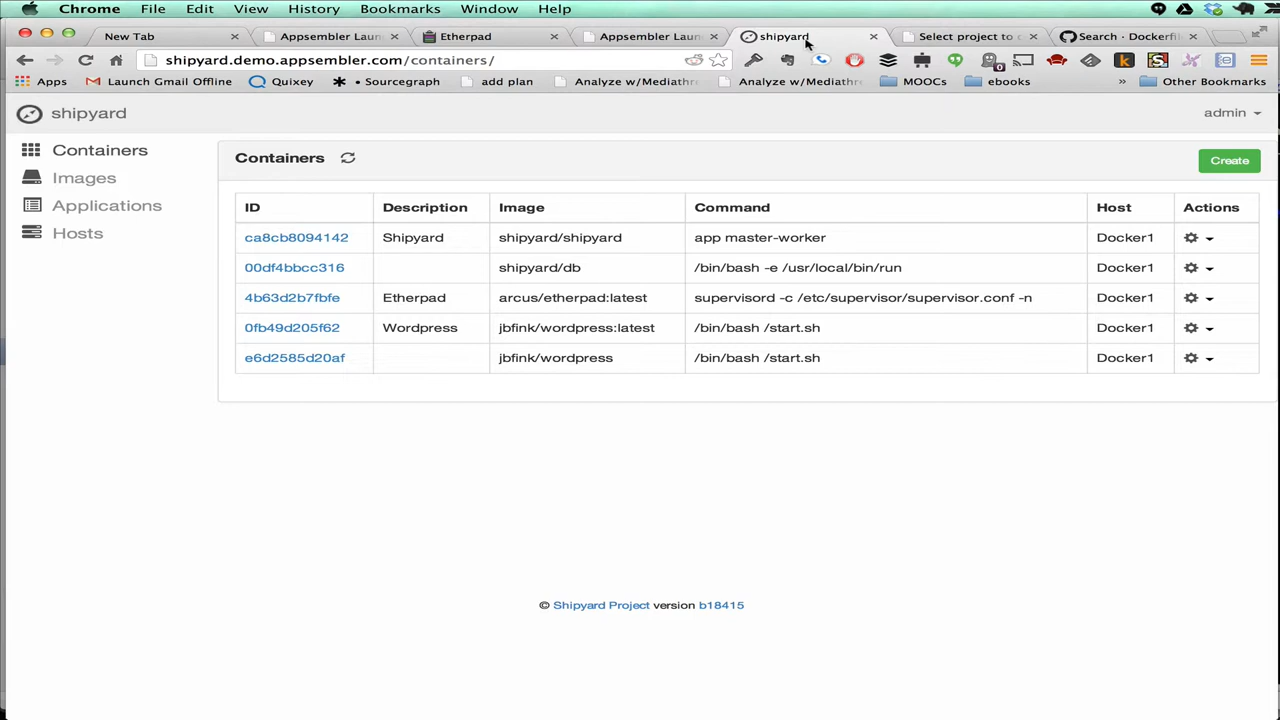 Chrome File Edit View History Bookmarks Window Help
New Tab Appsembler Laun Etherpad Appsembler Laun shipyard Select project to c Search · Dockerfil
shipyard.demo.appsembler.com/containers/
Apps Launch Gmail Offline Quixey Sourcegraph add plan Analyze w/Mediathre Analyze w/Mediathre MOOCs ebooks » Other Bookmarks
shipyard admin
Containers
Images
Applications
Hosts
Containers Create
ID Description Image Command Host Actions
ca8cb8094142 Shipyard shipyard/shipyard app master-worker Docker1
00df4bbcc316 shipyard/db /bin/bash -e /usr/local/bin/run Docker1
4b63d2b7fbfe Etherpad arcus/etherpad:latest supervisord -c /etc/supervisor/supervisor.conf -n Docker1
0fb49d205f62 Wordpress jbfink/wordpress:latest /bin/bash /start.sh Docker1
e6d2585d20af jbfink/wordpress /bin/bash /start.sh Docker1
© Shipyard Project version b18415